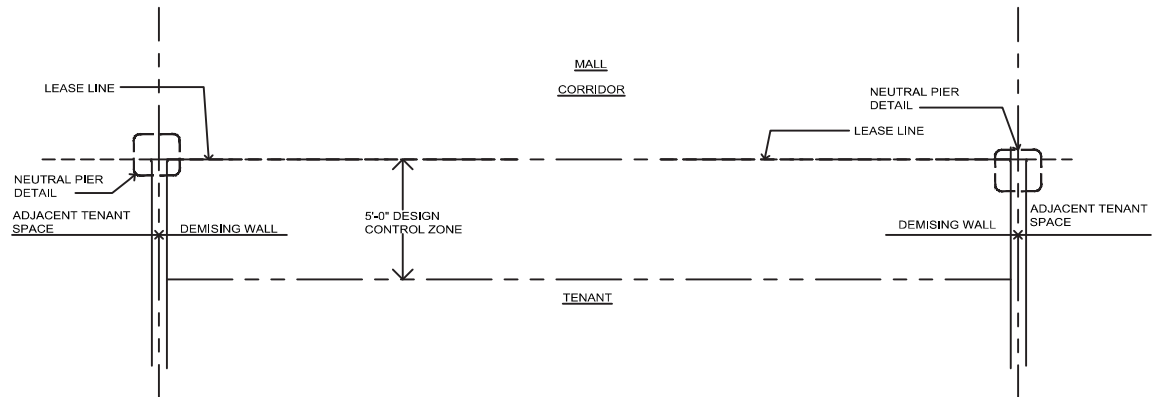 MALL
CORRIDOR
LEASE LINE
NEUTRAL PIER
DETAIL
LEASE LINE
NEUTRAL PIER
DETAIL
ADJACENT TENANT
SPACE
DEMISING WALL
5'-0" DESIGN
CONTROL ZONE
DEMISING WALL
ADJACENT TENANT
SPACE
TENANT